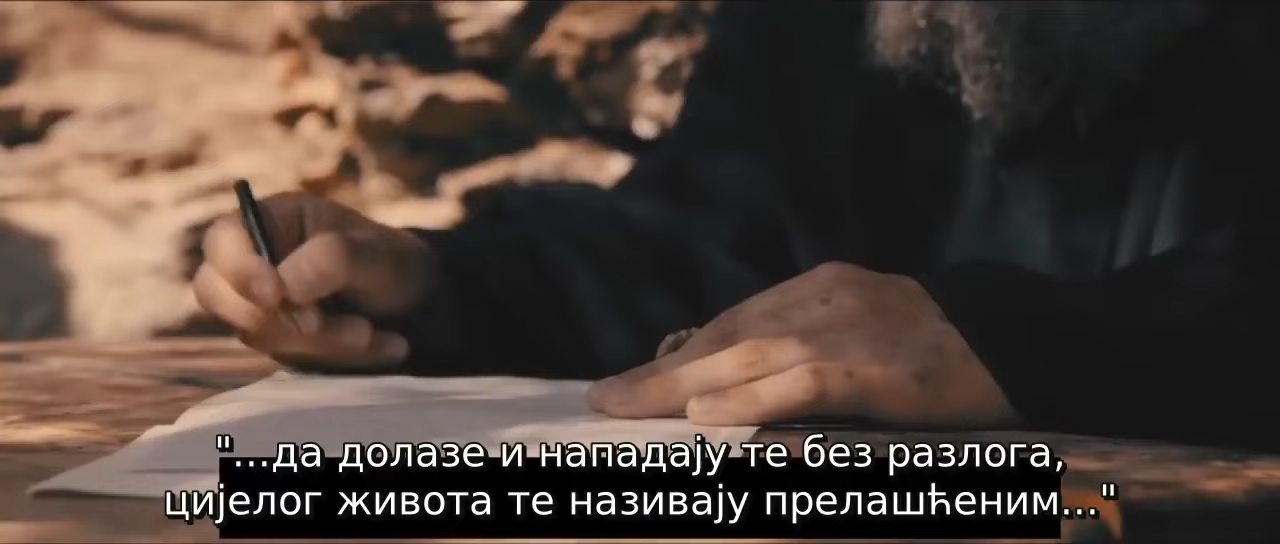 "...да долазе и нападају те без разлога,
цијелог живота те називају прелашћеним..."